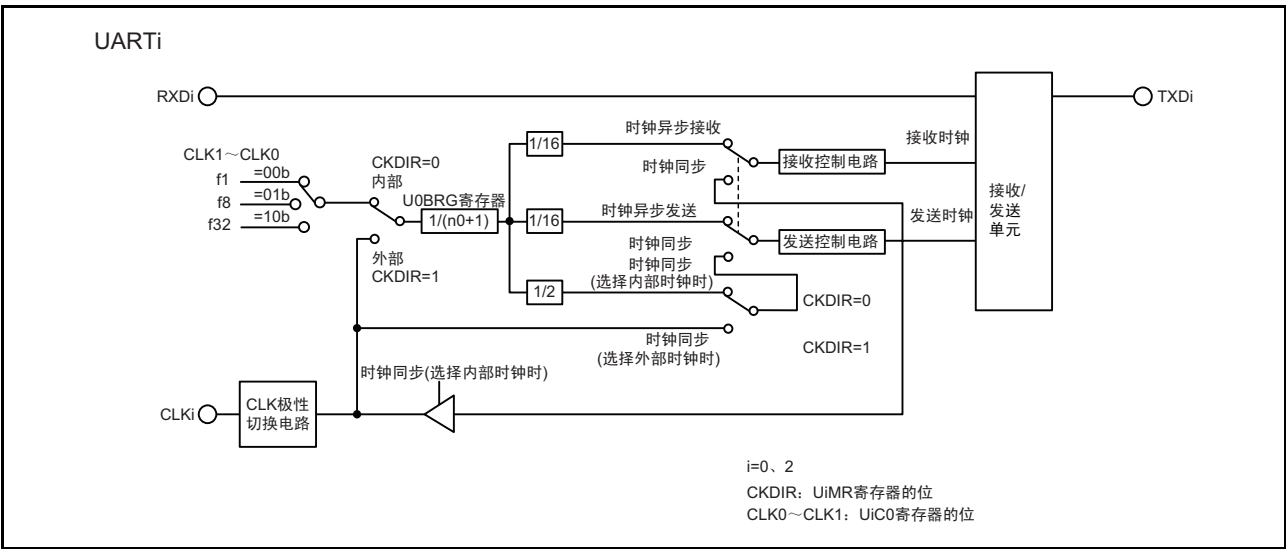 UARTi
RXDi
TXDi
CLK1～CLK0
=00b
f1
=01b
f8
=10b
f32
CKDIR=0
内部
U0BRG寄存器
1/(n0+1)
外部
CKDIR=1
1/16
时钟异步接收
时钟同步
接收控制电路
接收时钟
1/16
时钟异步发送
时钟同步
发送控制电路
发送时钟
接收/
发送
单元
1/2
时钟同步
(选择内部时钟时)
CKDIR=0
时钟同步
(选择外部时钟时)
CKDIR=1
时钟同步(选择内部时钟时)
CLKi
CLK极性
切换电路
i=0、2
CKDIR：UiMR寄存器的位
CLK0～CLK1：UiC0寄存器的位